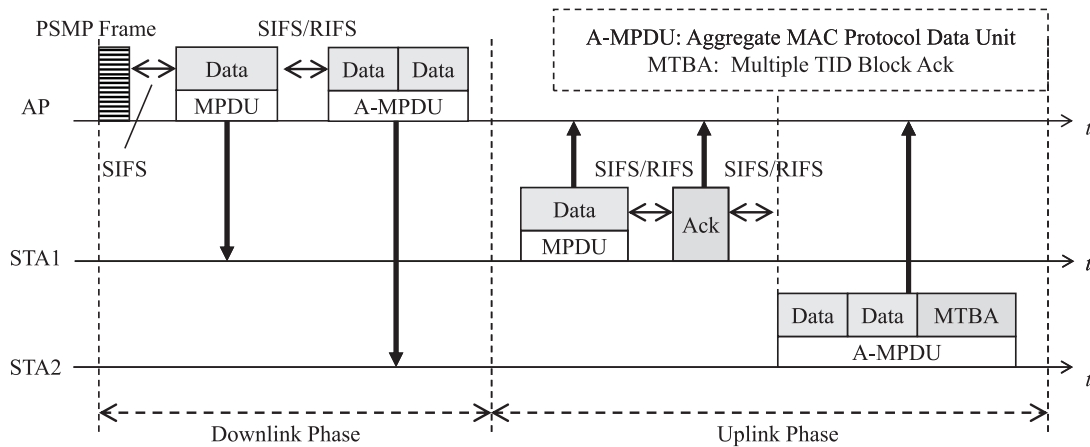 PSMP Frame
SIFS/RIFS
A-MPDU: Aggregate MAC Protocol Data Unit
MTBA: Multiple TID Block Ack
Data
Data
Data
MPDU
A-MPDU
AP
t
SIFS
SIFS/RIFS
SIFS/RIFS
Data
Ack
MPDU
STA1
t
Data
Data
MTBA
A-MPDU
STA2
t
Downlink Phase
Uplink Phase